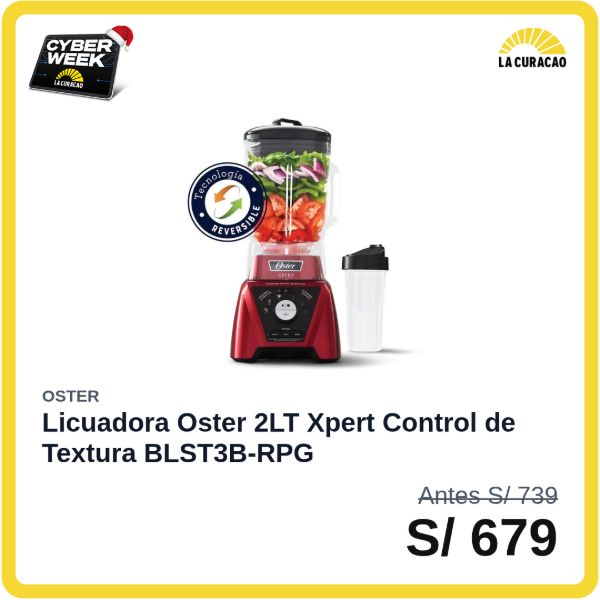 CYBER
WEEK
LA CURACAO
LA CURACAO
Tecnología
REVERSIBLE
Oster
XPERT
OSTER
Licuadora Oster 2LT Xpert Control de
Textura BLST3B-RPG
Antes S/ 739
S/ 679